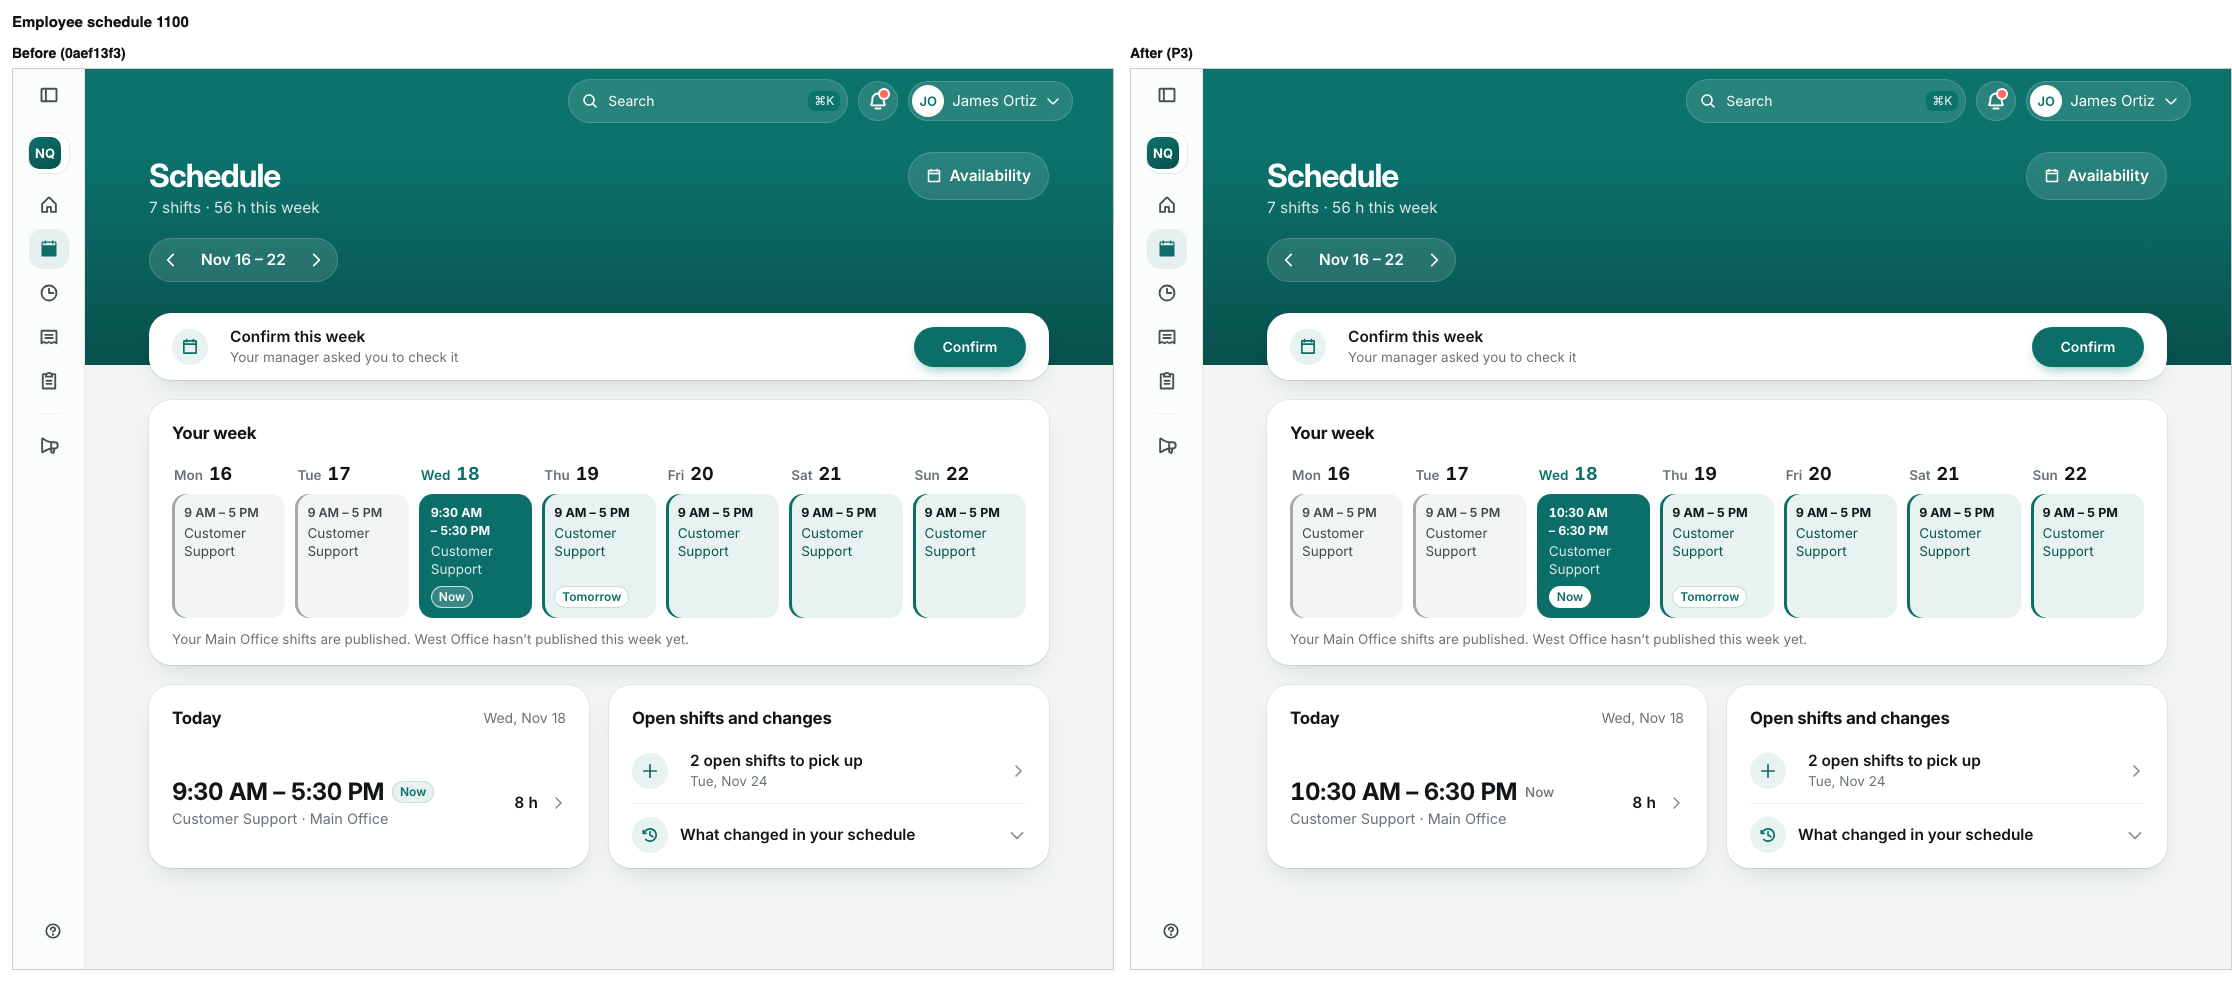 Employee schedule 1100
Before (0aef13f3)
Search ⌘K
JO James Ortiz
NQ
Schedule
Availability
7 shifts · 56 h this week
Nov 16 – 22
Confirm this week
Your manager asked you to check it
Confirm
Your week
Mon 16 Tue 17 Wed 18 Thu 19 Fri 20 Sat 21 Sun 22
9 AM – 5 PM
Customer
Support
9 AM – 5 PM
Customer
Support
9:30 AM
– 5:30 PM
Customer
Support
Now
9 AM – 5 PM
Customer
Support
Tomorrow
9 AM – 5 PM
Customer
Support
9 AM – 5 PM
Customer
Support
9 AM – 5 PM
Customer
Support
Your Main Office shifts are published. West Office hasn’t published this week yet.
Today Wed, Nov 18
9:30 AM – 5:30 PM Now
8 h
Customer Support · Main Office
Open shifts and changes
2 open shifts to pick up
Tue, Nov 24
What changed in your schedule
After (P3)
Search ⌘K
JO James Ortiz
NQ
Schedule
Availability
7 shifts · 56 h this week
Nov 16 – 22
Confirm this week
Your manager asked you to check it
Confirm
Your week
Mon 16 Tue 17 Wed 18 Thu 19 Fri 20 Sat 21 Sun 22
9 AM – 5 PM
Customer
Support
9 AM – 5 PM
Customer
Support
10:30 AM
– 6:30 PM
Customer
Support
Now
9 AM – 5 PM
Customer
Support
Tomorrow
9 AM – 5 PM
Customer
Support
9 AM – 5 PM
Customer
Support
9 AM – 5 PM
Customer
Support
Your Main Office shifts are published. West Office hasn’t published this week yet.
Today Wed, Nov 18
10:30 AM – 6:30 PM Now
8 h
Customer Support · Main Office
Open shifts and changes
2 open shifts to pick up
Tue, Nov 24
What changed in your schedule